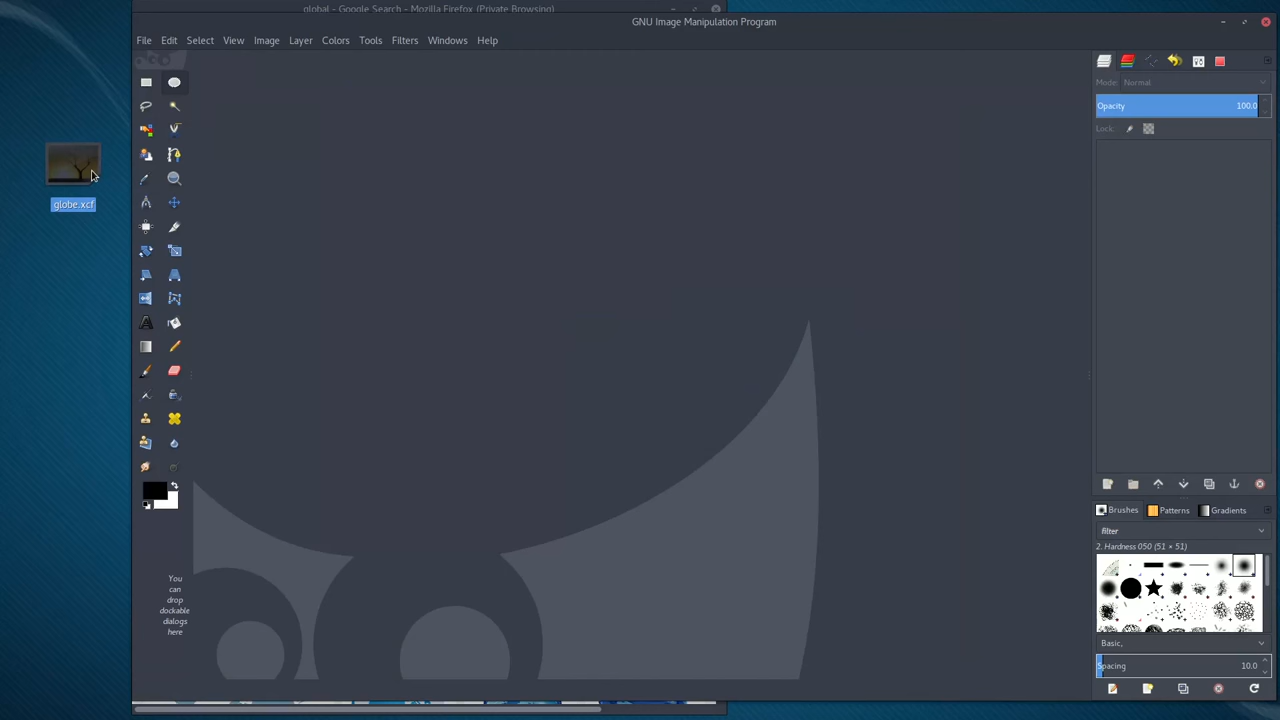 global - Google Search - Mozilla Firefox (Private Browsing)
GNU Image Manipulation Program
File Edit Select View Image Layer Colors Tools Filters Windows Help
Mode: Normal
Opacity 100.0
Lock:
globe.xcf
Brushes Patterns Gradients
filter
2. Hardness 050 (51 × 51)
You
can
drop
dockable
dialogs
here
Basic,
Spacing 10.0